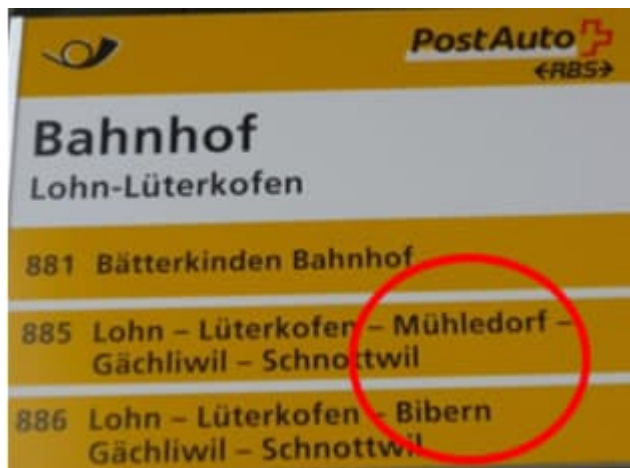 PostAuto
RBS
Bahnhof
Lohn-Lüterkofen
881 Bätterkinden Bahnhof
885 Lohn – Lüterkofen – Mühledorf –
Gächliwil – Schnottwil
886 Lohn – Lüterkofen – Bibern
Gächliwil – Schnottwil